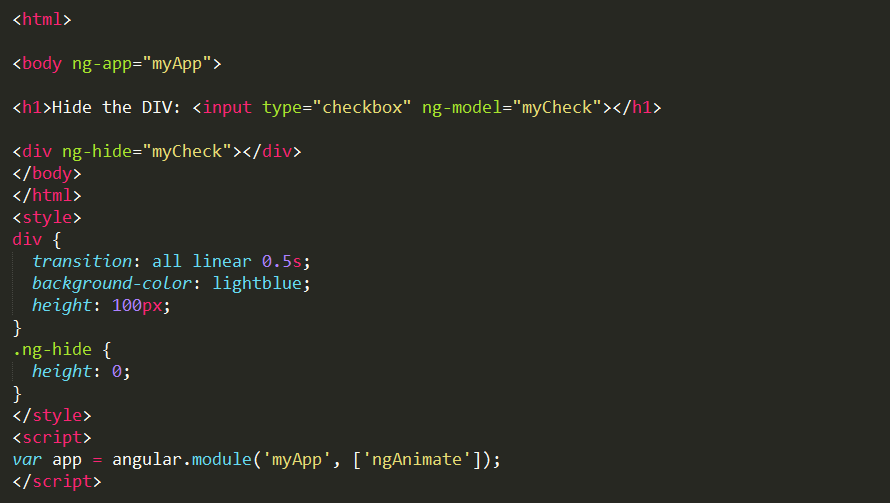 <html>
<body ng-app="myApp">
<h1>Hide the DIV: <input type="checkbox" ng-model="myCheck"></h1>
<div ng-hide="myCheck"></div>
</body>
</html>
<style>
div {
  transition: all linear 0.5s;
  background-color: lightblue;
  height: 100px;
}
.ng-hide {
  height: 0;
}
</style>
<script>
var app = angular.module('myApp', ['ngAnimate']);
</script>